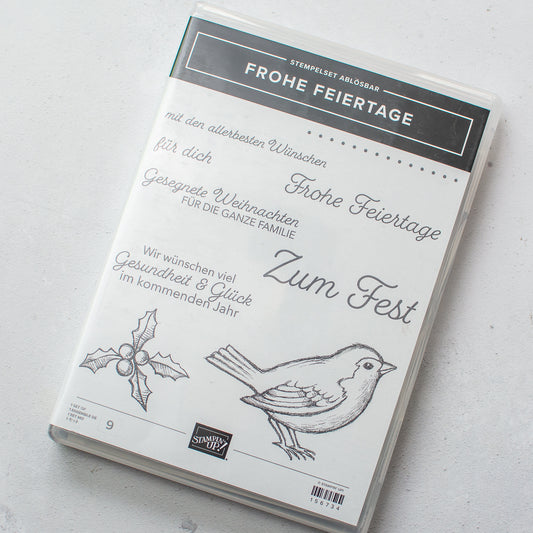 STEMPELSET ABLÖSBAR
FROHE FEIERTAGE
mit den allerbesten Wünschen
für dich
Frohe Feiertage
Gesegnete Weihnachten
FÜR DIE GANZE FAMILIE
Zum Fest
Wir wünschen viel
Gesundheit & Glück
im kommenden Jahr
9
STAMPIN' UP!
156734